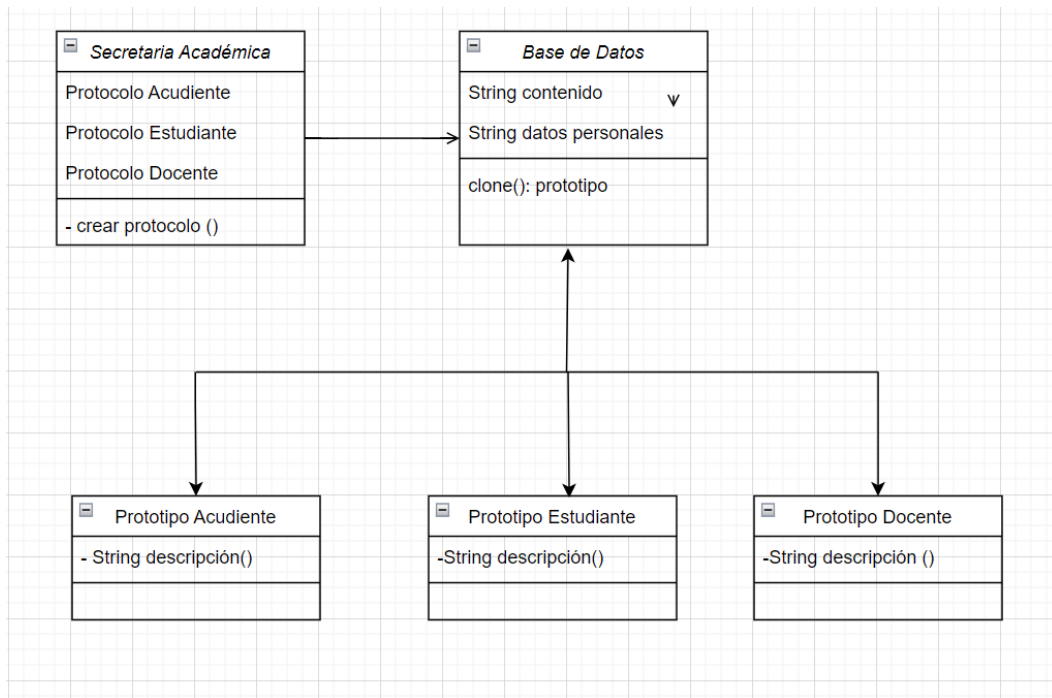 Secretaria Académica
Protocolo Acudiente
Protocolo Estudiante
Protocolo Docente
- crear protocolo ()
Base de Datos
String contenido
String datos personales
clone(): prototipo
Prototipo Acudiente
- String descripción()
Prototipo Estudiante
-String descripción()
Prototipo Docente
-String descripción ()